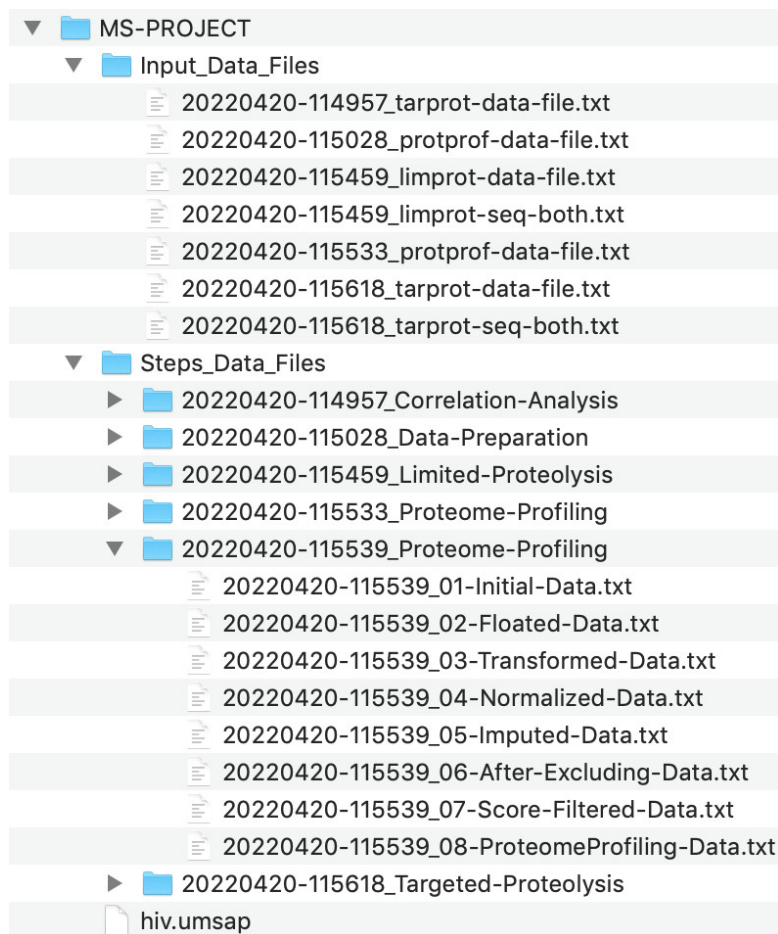 MS-PROJECT
Input_Data_Files
20220420-114957_tarprot-data-file.txt
20220420-115028_protprof-data-file.txt
20220420-115459_limprot-data-file.txt
20220420-115459_limprot-seq-both.txt
20220420-115533_protprof-data-file.txt
20220420-115618_tarprot-data-file.txt
20220420-115618_tarprot-seq-both.txt
Steps_Data_Files
20220420-114957_Correlation-Analysis
20220420-115028_Data-Preparation
20220420-115459_Limited-Proteolysis
20220420-115533_Proteome-Profiling
20220420-115539_Proteome-Profiling
20220420-115539_01-Initial-Data.txt
20220420-115539_02-Floated-Data.txt
20220420-115539_03-Transformed-Data.txt
20220420-115539_04-Normalized-Data.txt
20220420-115539_05-Imputed-Data.txt
20220420-115539_06-After-Excluding-Data.txt
20220420-115539_07-Score-Filtered-Data.txt
20220420-115539_08-ProteomeProfiling-Data.txt
20220420-115618_Targeted-Proteolysis
hiv.umsap